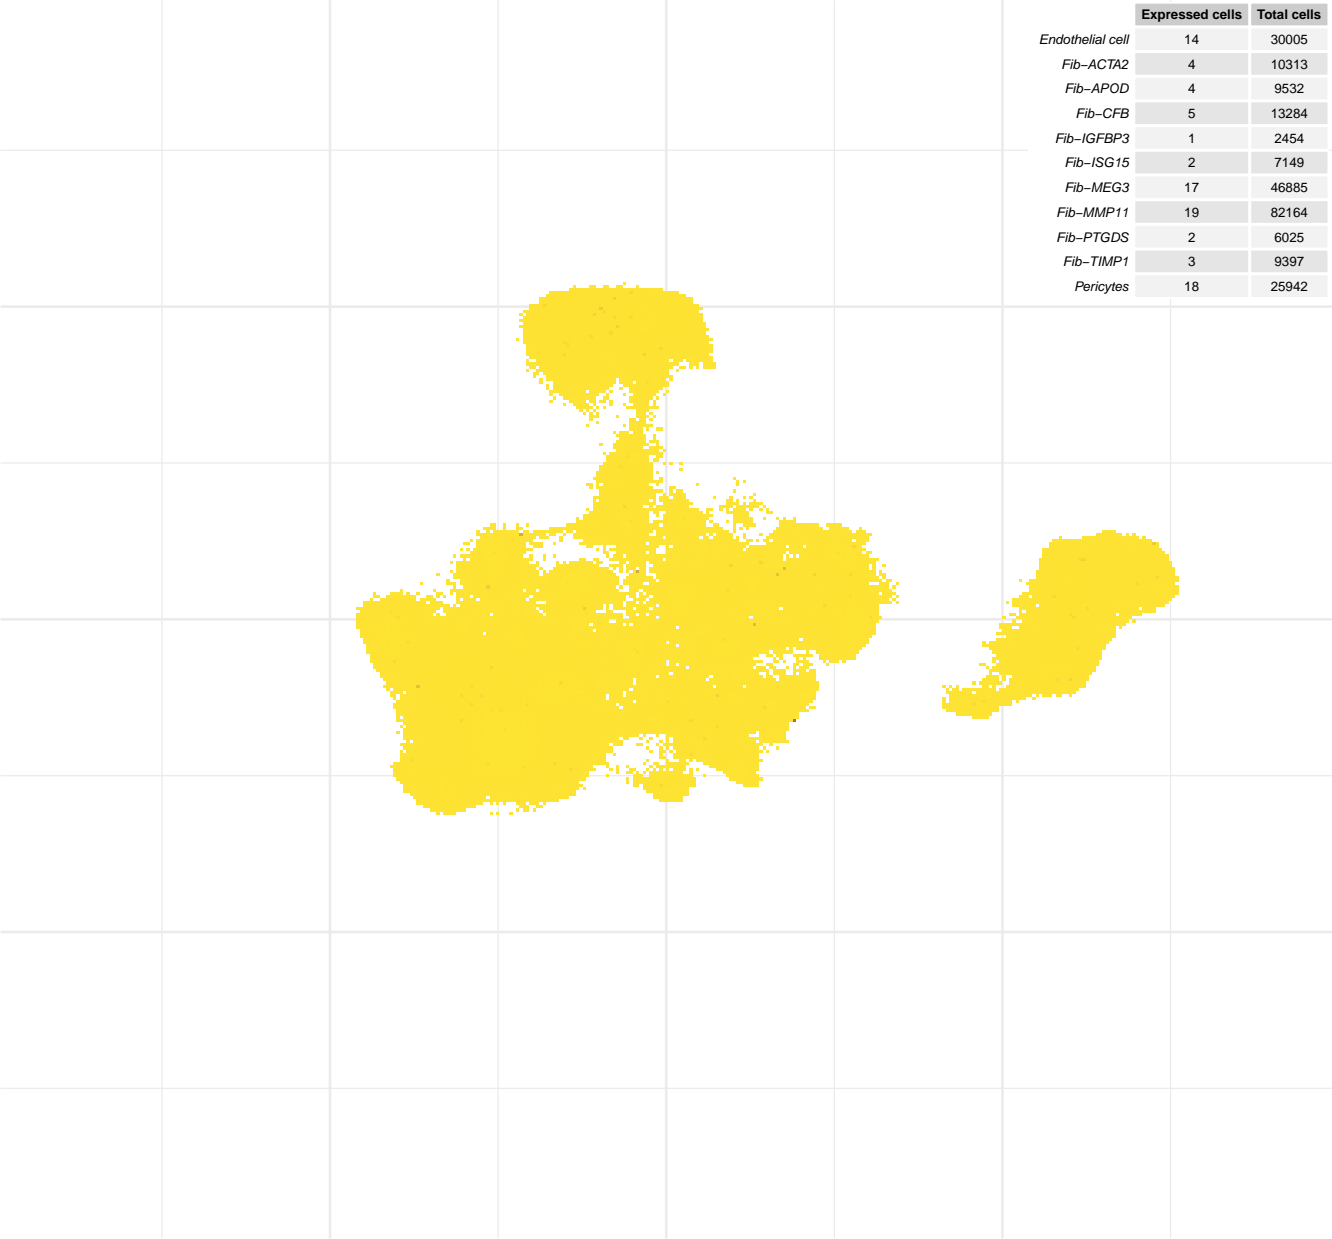 Expressed cells Total cells
Endothelial cell 14 30005
Fib−ACTA2 4 10313
Fib−APOD 4 9532
Fib−CFB 5 13284
Fib−IGFBP3 1 2454
Fib−ISG15 2 7149
Fib−MEG3 17 46885
Fib−MMP11 19 82164
Fib−PTGDS 2 6025
Fib−TIMP1 3 9397
Pericytes 18 25942